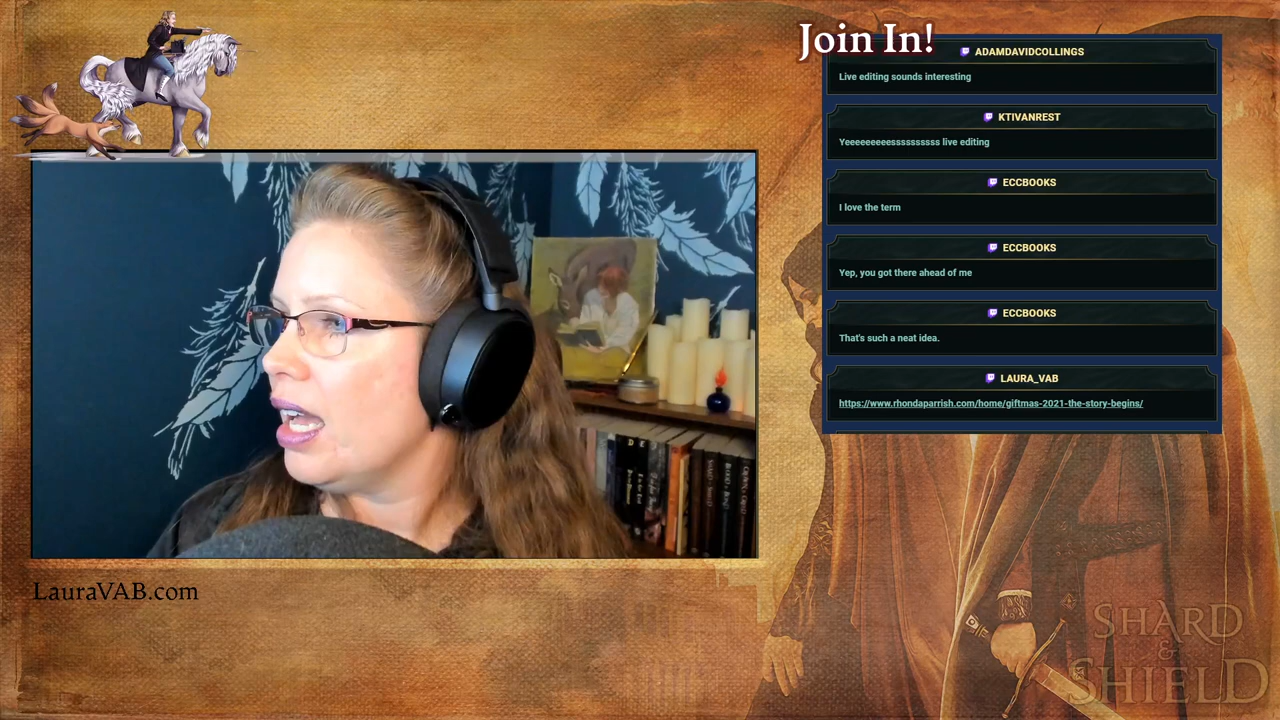 Join In!
ADAMDAVIDCOLLINGS
Live editing sounds interesting
KTIVANREST
Yeeeeeeeeessssssssss live editing
ECCBOOKS
I love the term
ECCBOOKS
Yep, you got there ahead of me
ECCBOOKS
That's such a neat idea.
LAURA_VAB
https://www.rhondaparrish.com/home/giftmas-2021-the-story-begins/
LauraVAB.com
SHARD
&
SHIELD